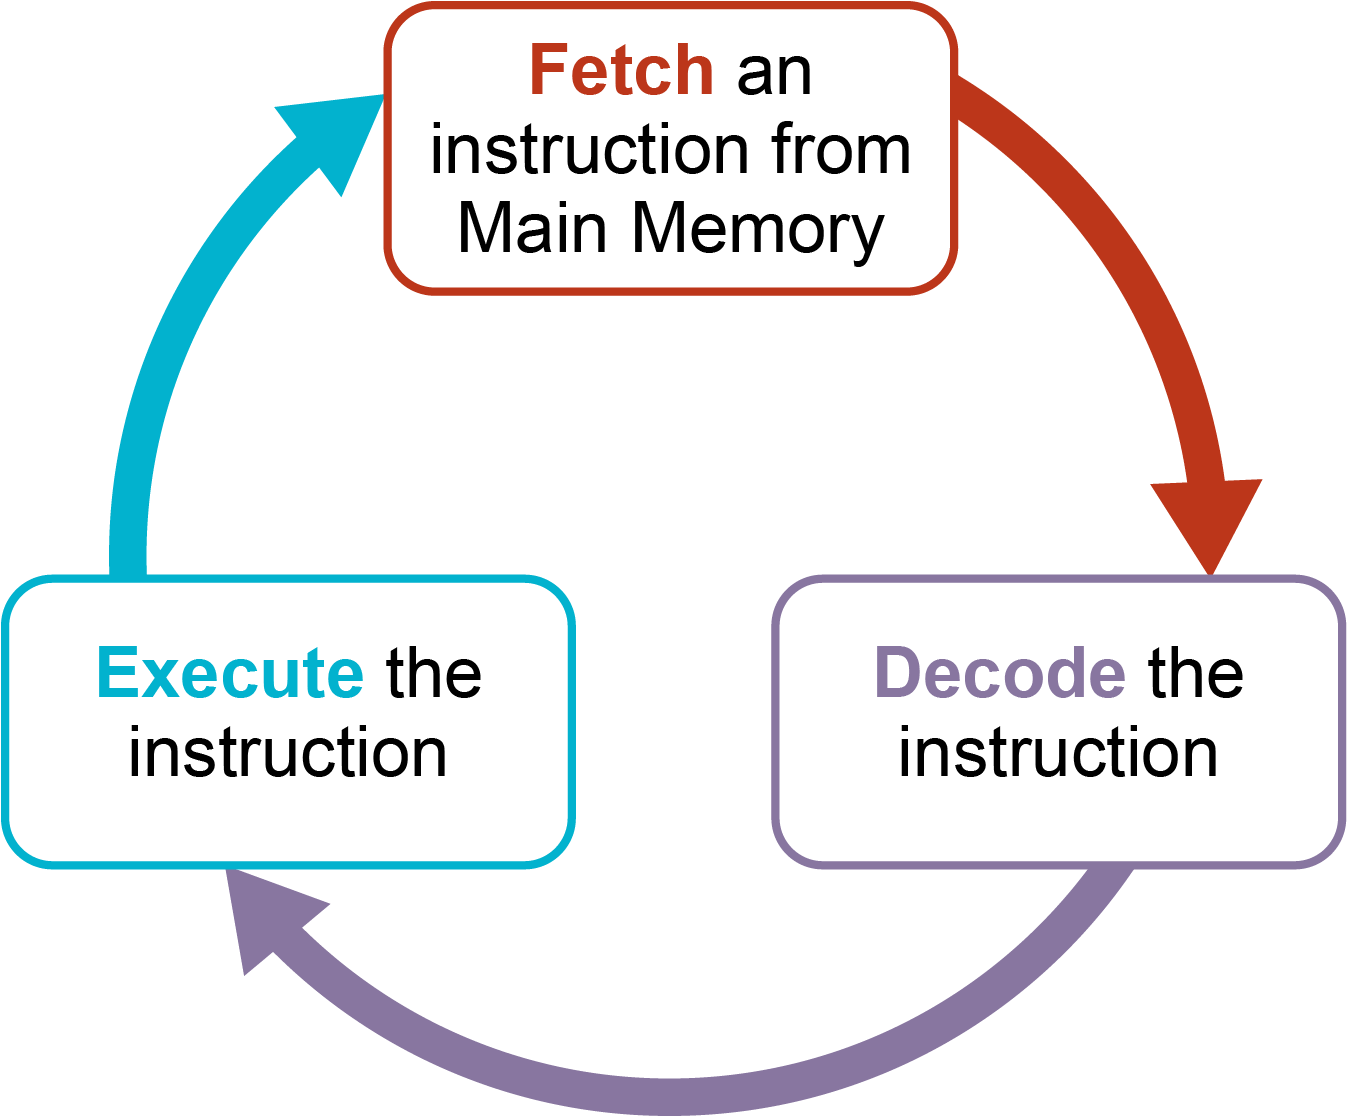 Fetch an
instruction from
Main Memory
Execute the
instruction
Decode the
instruction